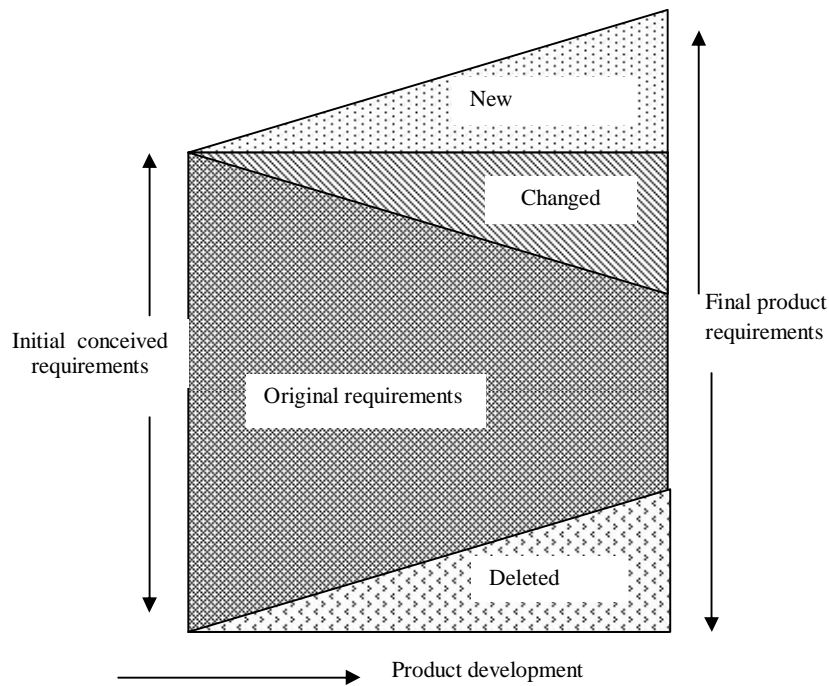 New
Changed
Final product
requirements
Initial conceived
requirements
Original requirements
Deleted
Product development